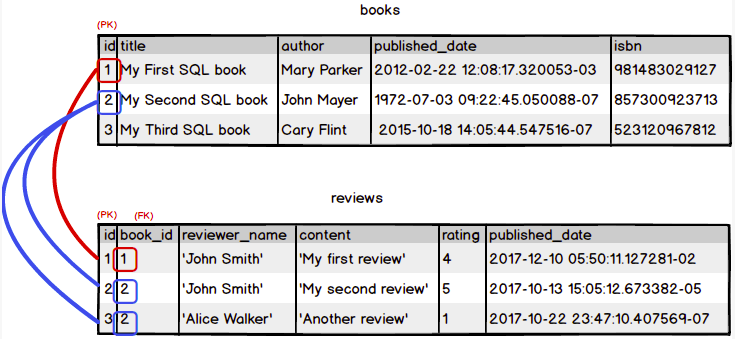 books
(PK)
id title author published_date isbn
1 My First SQL book Mary Parker 2012-02-22 12:08:17.320053-03 981483029127
2 My Second SQL book John Mayer 1972-07-03 09:22:45.050088-07 857300923713
3 My Third SQL book Cary Flint 2015-10-18 14:05:44.547516-07 523120967812
reviews
(PK) (FK)
id book_id reviewer_name content rating published_date
1 1 'John Smith' 'My first review' 4 2017-12-10 05:50:11.127281-02
2 2 'John Smith' 'My second review' 5 2017-10-13 15:05:12.673382-05
3 2 'Alice Walker' 'Another review' 1 2017-10-22 23:47:10.407569-07